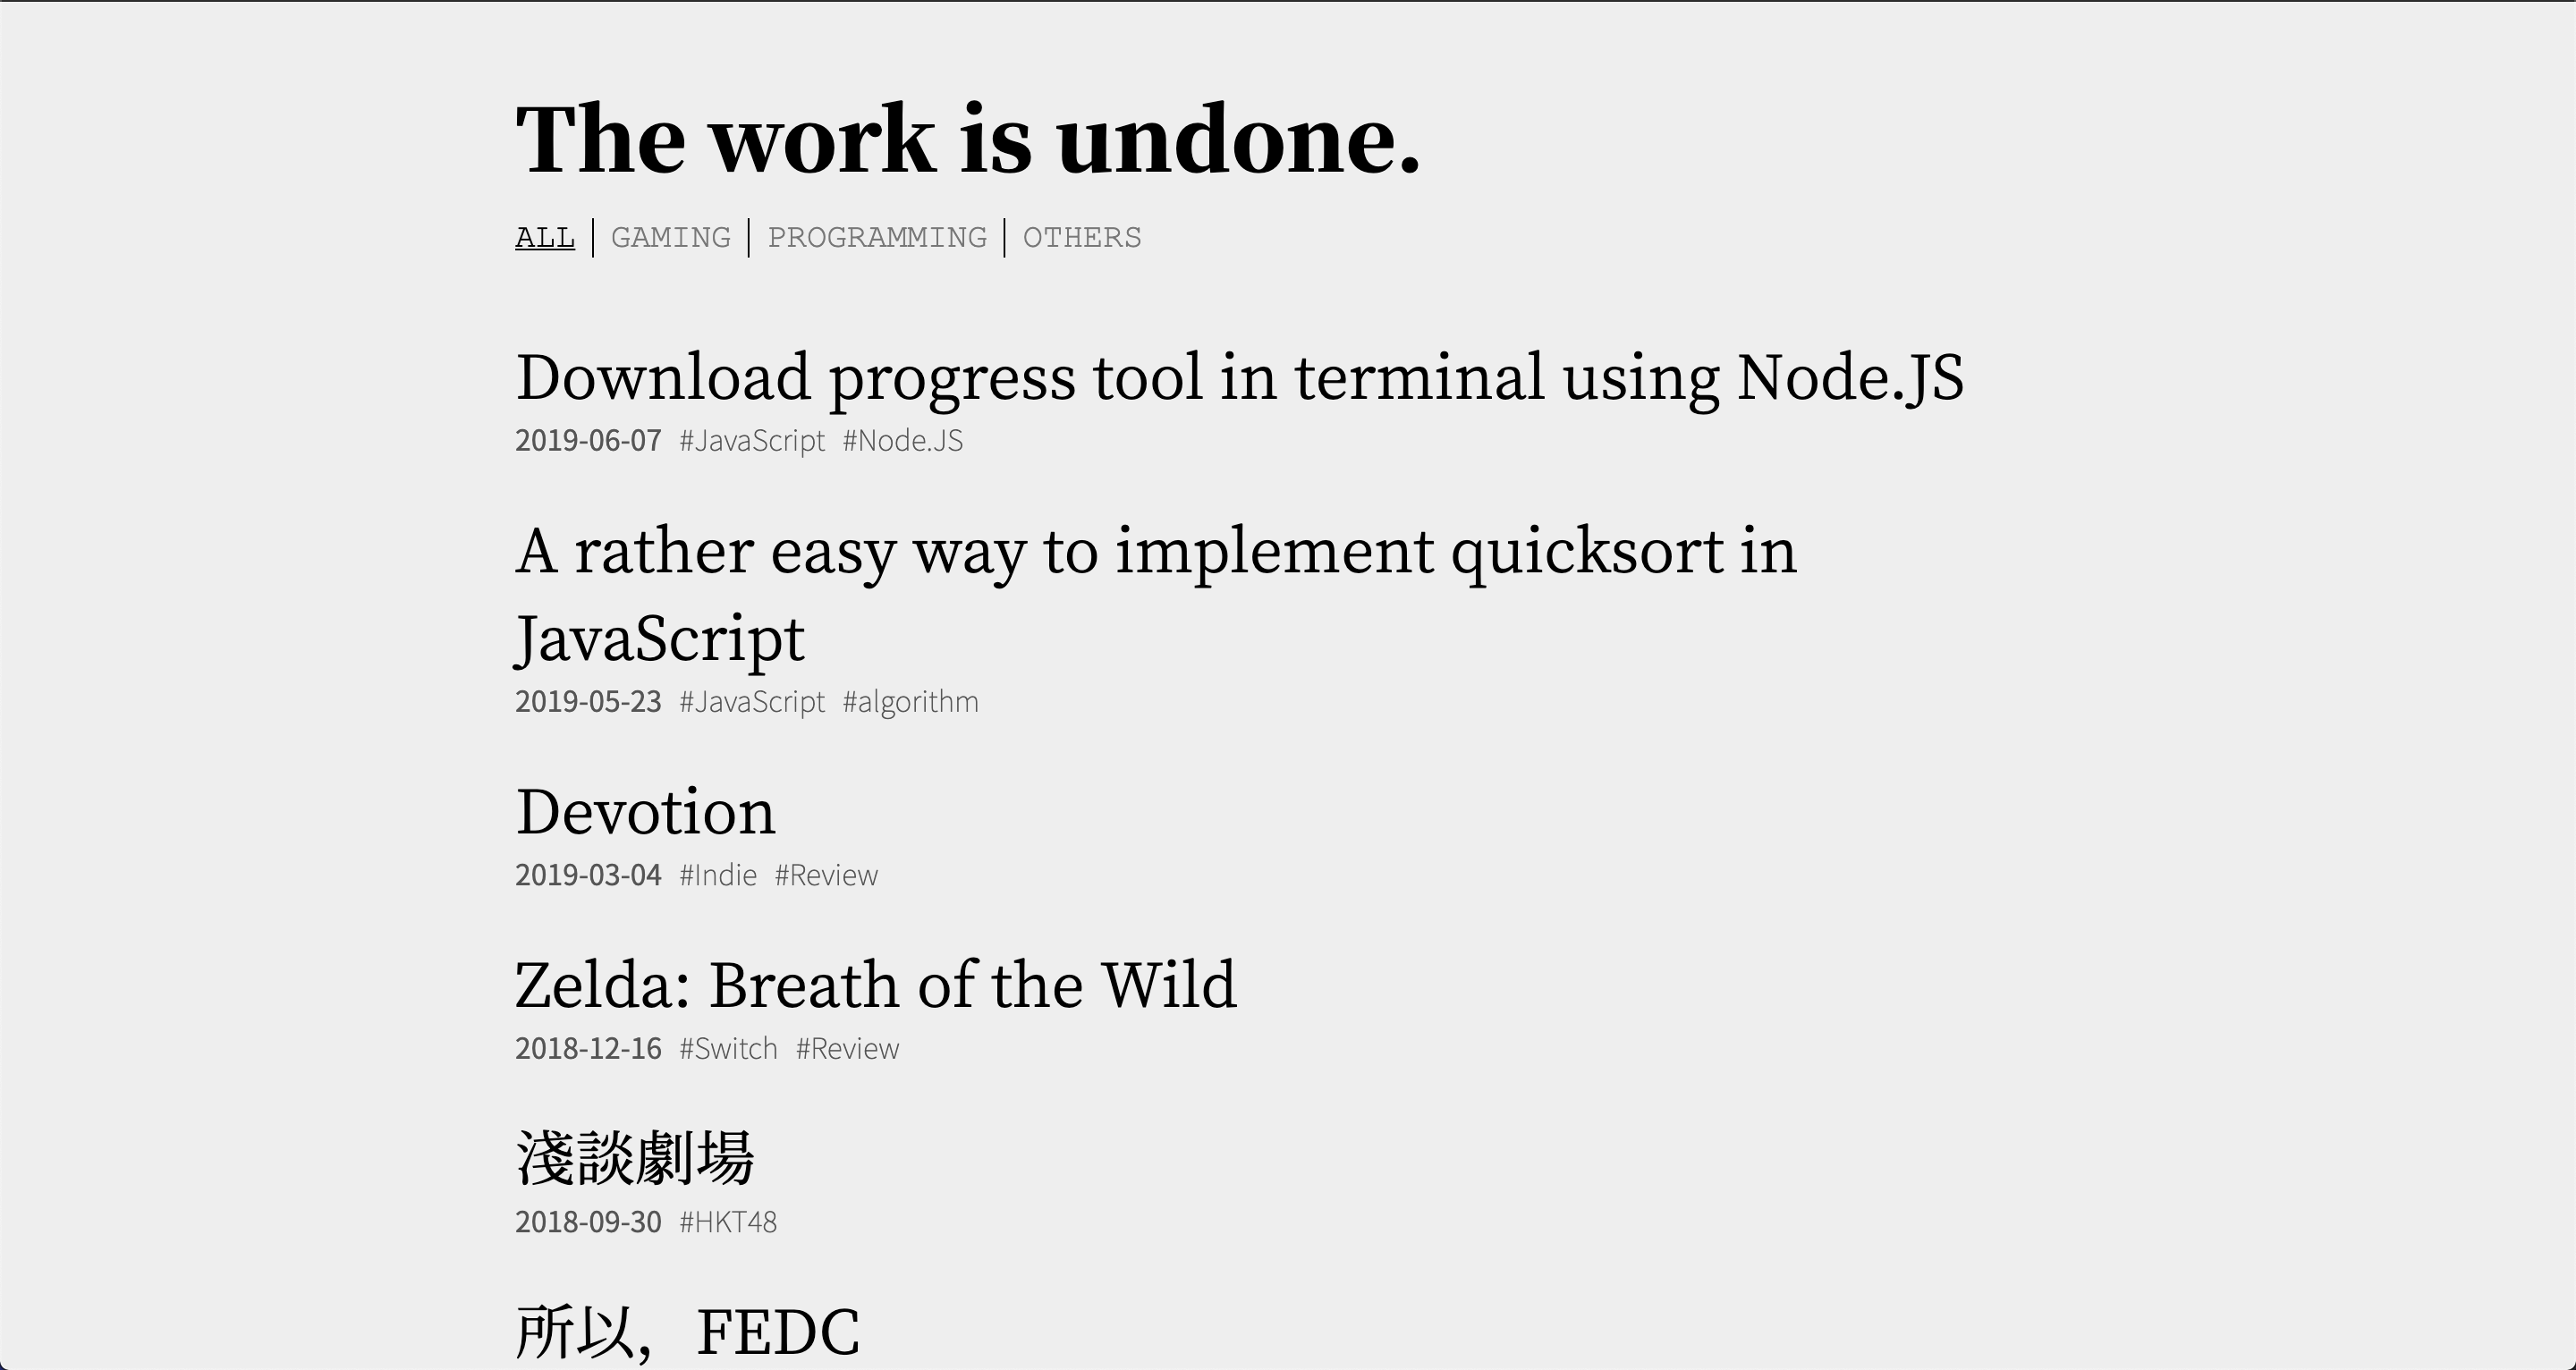 The work is undone.
ALL | GAMING | PROGRAMMING | OTHERS
Download progress tool in terminal using Node.JS
2019-06-07 #JavaScript #Node.JS
A rather easy way to implement quicksort in
JavaScript
2019-05-23 #JavaScript #algorithm
Devotion
2019-03-04 #Indie #Review
Zelda: Breath of the Wild
2018-12-16 #Switch #Review
淺談劇場
2018-09-30 #HKT48
所以，FEDC